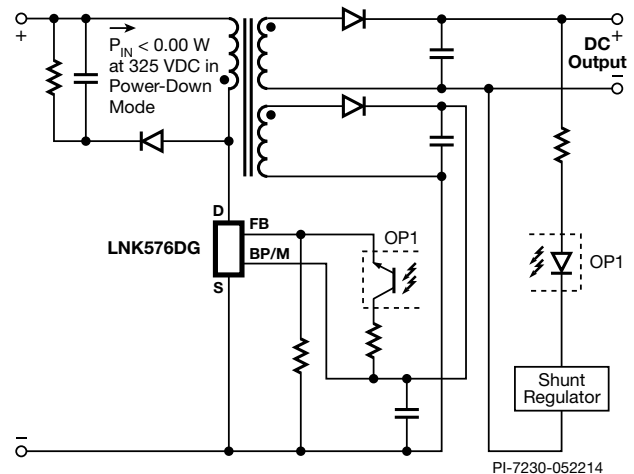 +
P_IN < 0.00 W
at 325 VDC in
Power-Down
Mode
+
DC
Output
–
D
FB
LNK576DG
BP/M
S
OP1
OP1
Shunt
Regulator
–
PI-7230-052214